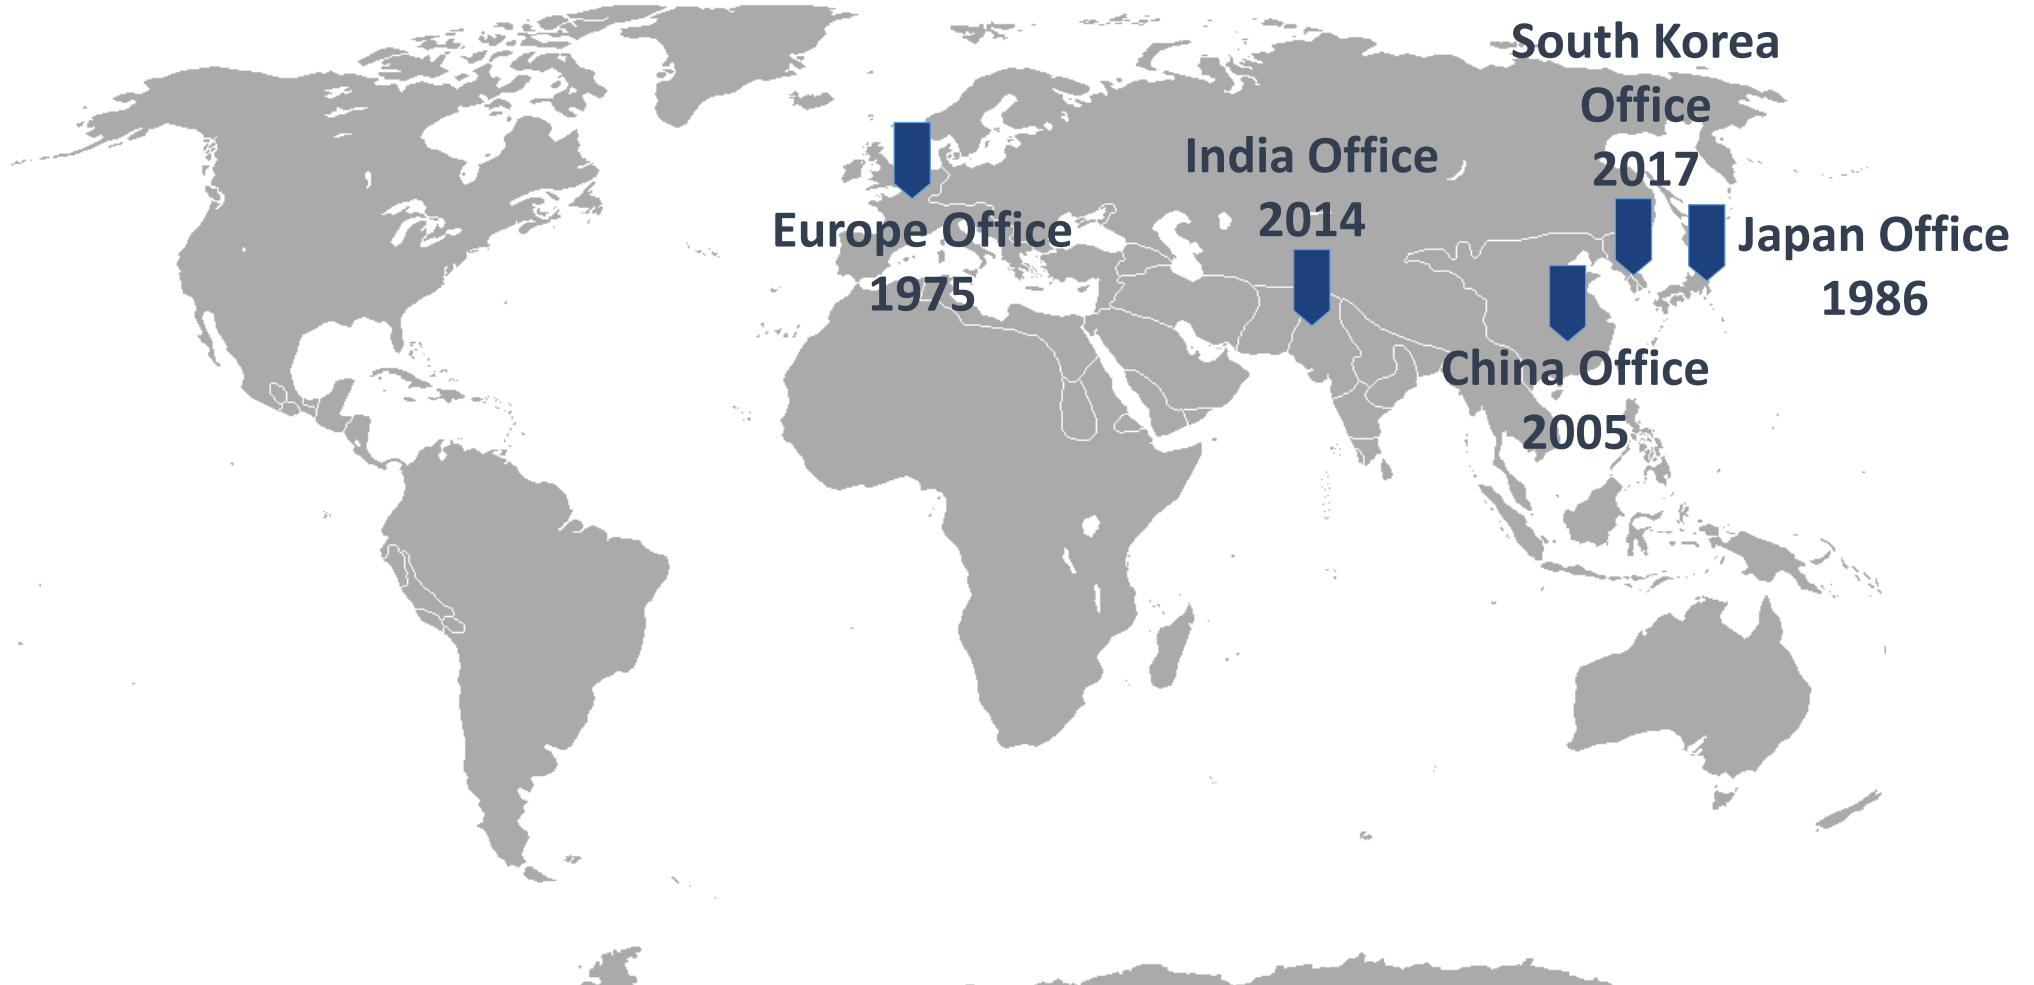 South Korea
Office
2017
India Office
2014
Europe Office
1975
Japan Office
1986
China Office
2005